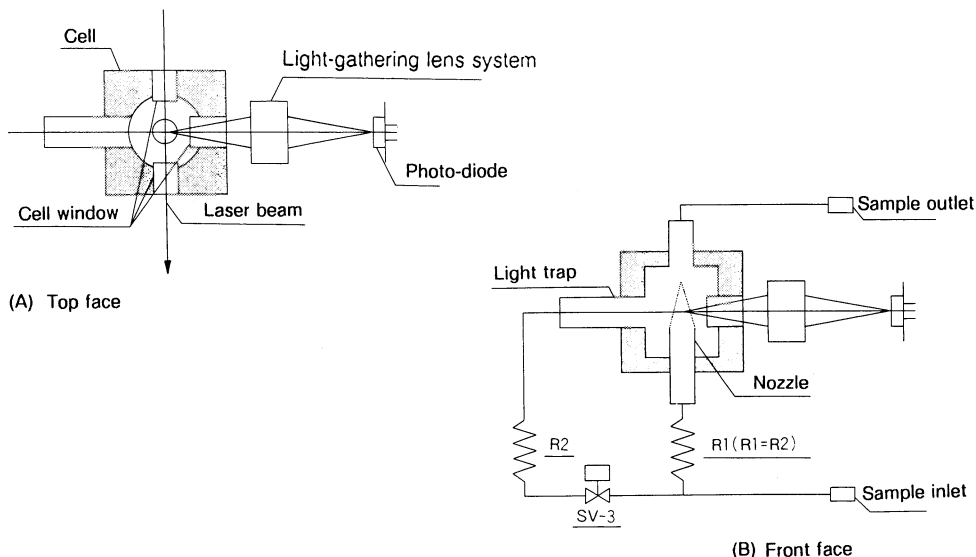 Cell
Light-gathering lens system
Photo-diode
Cell window
Laser beam
(A) Top face
Sample outlet
Light trap
Nozzle
R2
R1(R1=R2)
Sample inlet
SV-3
(B) Front face